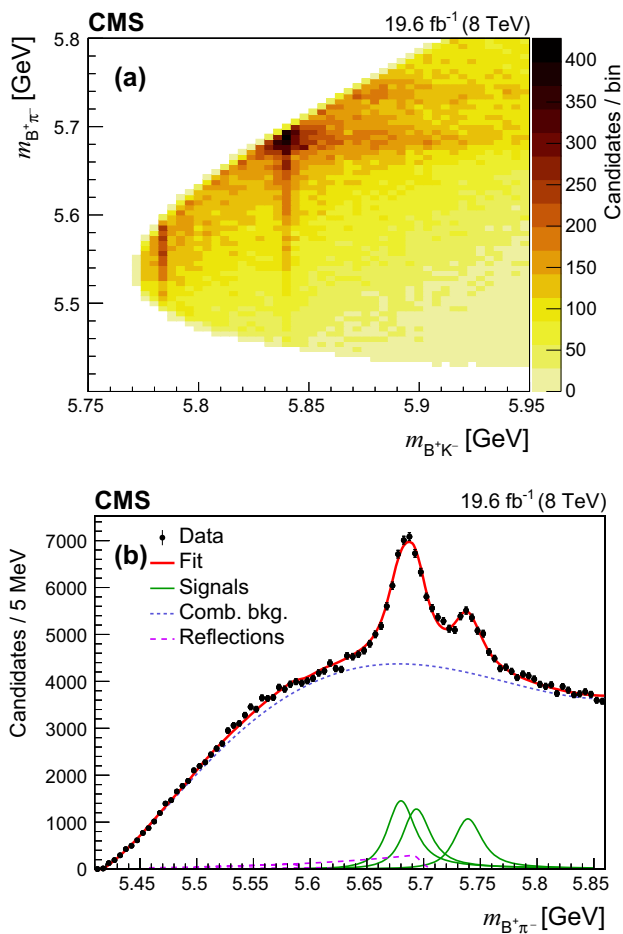 CMS 19.6 fb⁻¹ (8 TeV)
(a)
m_B⁺π⁻ [GeV]
5.8
5.7
5.6
5.5
5.75 5.8 5.85 5.9 5.95
m_B⁺K⁻ [GeV]
400
350
300
250
200
150
100
50
0
Candidates / bin
CMS 19.6 fb⁻¹ (8 TeV)
(b)
Data
Fit
Signals
Comb. bkg.
Reflections
Candidates / 5 MeV
7000
6000
5000
4000
3000
2000
1000
0
5.45 5.5 5.55 5.6 5.65 5.7 5.75 5.8 5.85
m_B⁺π⁻ [GeV]